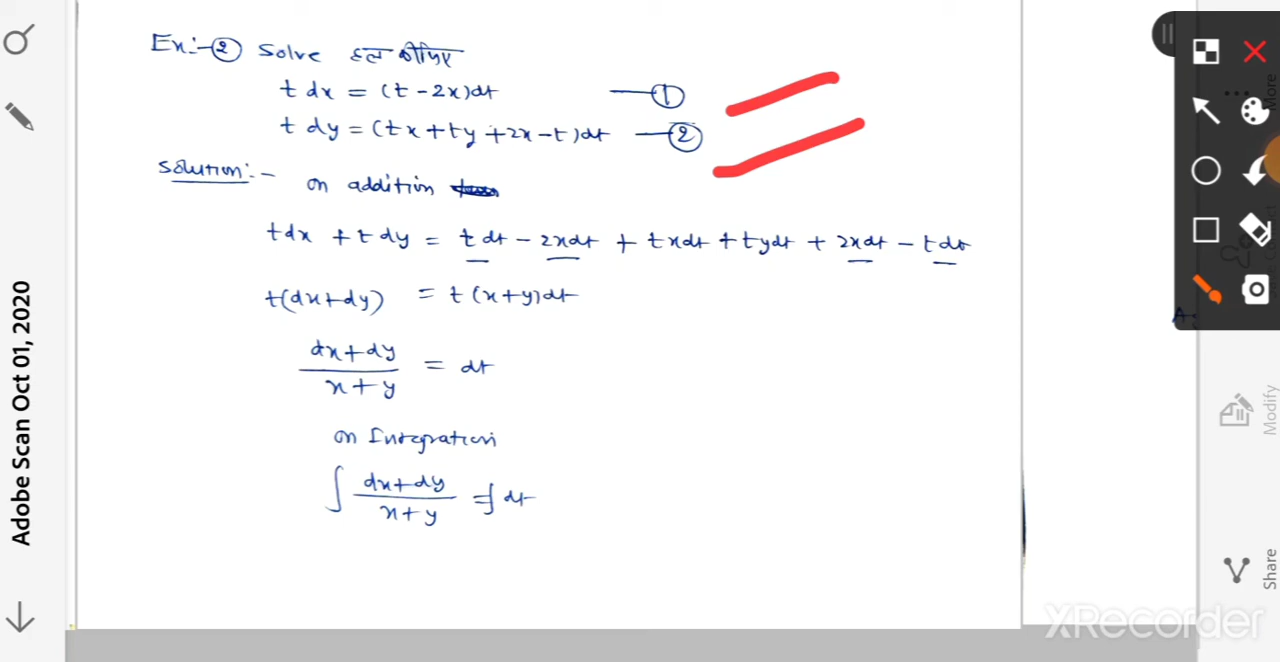 Ex:-② Solve हल कीजिए
t dx = (t - 2x)dt —①
t dy = (tx + ty + 2x - t)dt —②
Solution:-
on addition
tdx + tdy = t dt - 2xdt + txdt + tydt + 2xdt - tdt
t(dx+dy) = t(x+y)dt
dx+dy / x+y = dt
on Integration
∫ dx+dy / x+y = ∫ dt
Adobe Scan Oct 01, 2020
More
Modify
Share
XRecorder